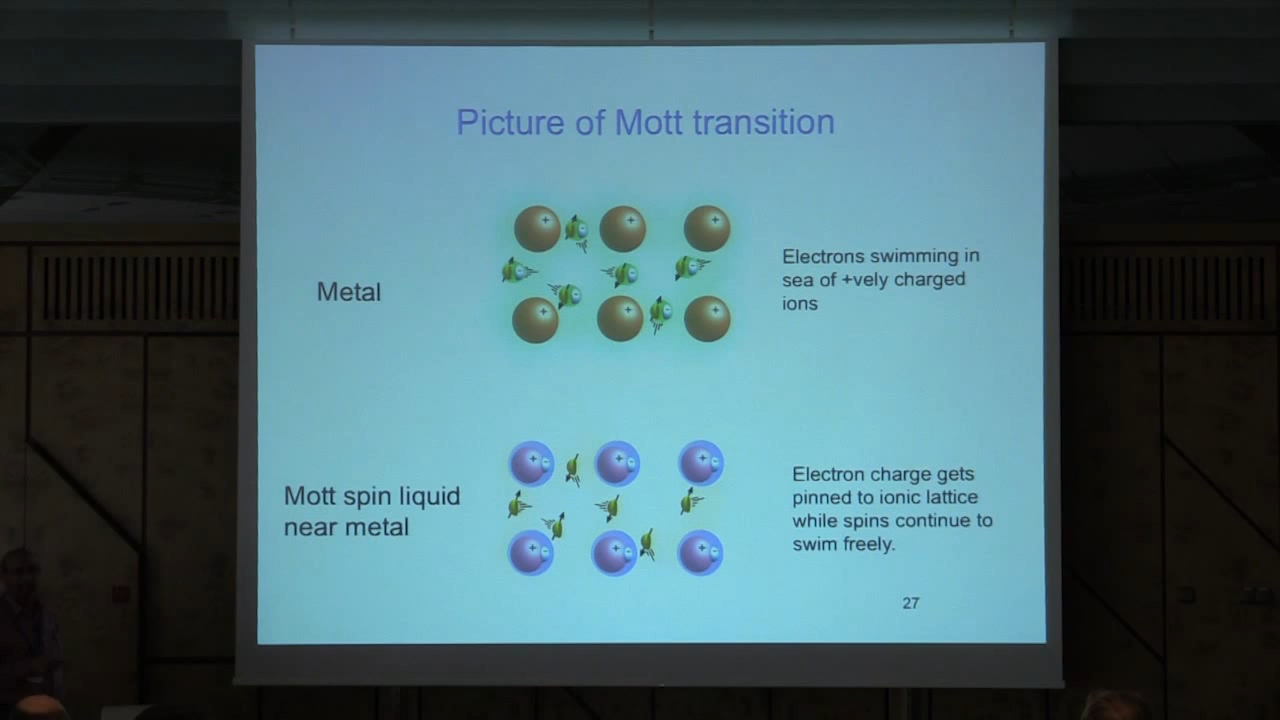 Picture of Mott transition
Metal
Electrons swimming in
sea of +vely charged
ions
Mott spin liquid
near metal
Electron charge gets
pinned to ionic lattice
while spins continue to
swim freely.
27